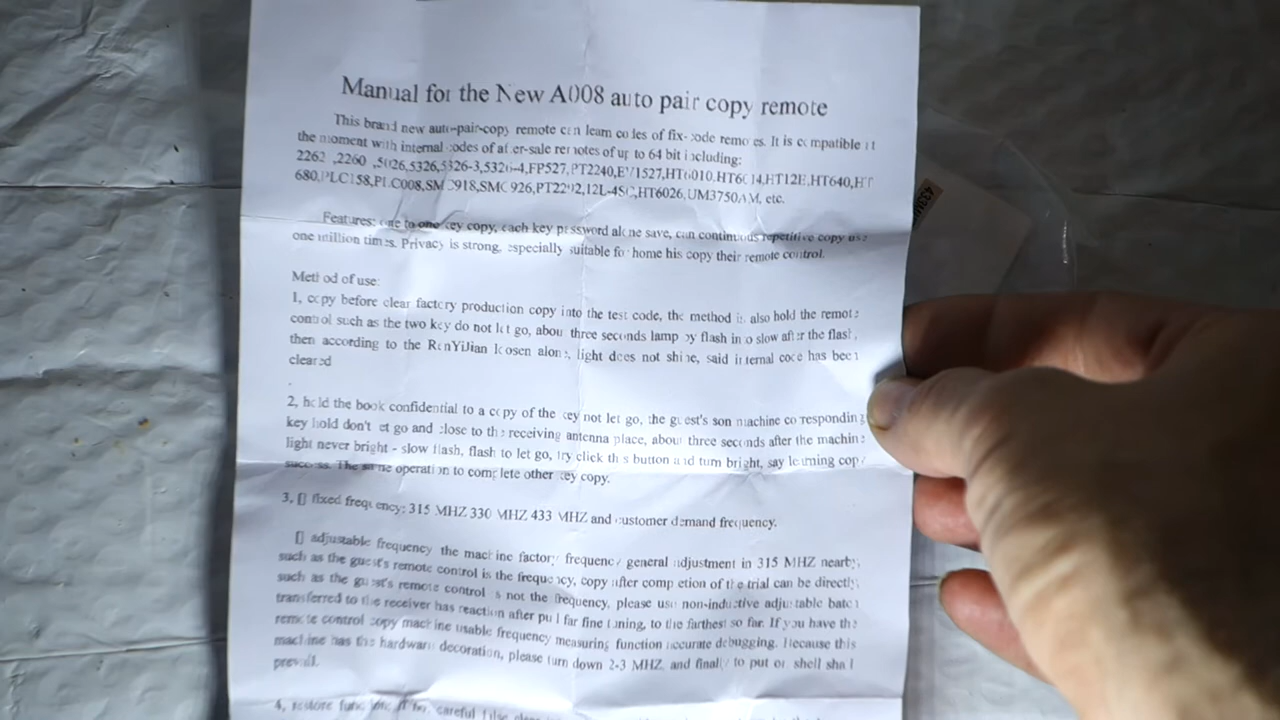 Manual for the New A008 auto pair copy remote
This brand new auto-pair-copy remote can learn codes of fix-code remotes. It is compatible at
the moment with internal codes of after-sale remotes of up to 64 bit including:
2262 ,2260 ,5026,5326,5326-3,5326-4,FP527,PT2240,EV1527,HT6010,HT6014,HT12E,HT640,HT
680,PLC158,PLC008,SMC918,SMC926,PT2292,12L-45C,HT6026,UM3750AM, etc.
Features: one to one key copy, each key password alone save, can continuous repetitive copy use
one million times. Privacy is strong, especially suitable for home his copy their remote control.
Method of use:
1, copy before clear factory production copy into the test code, the method is also hold the remote
control such as the two key do not let go, about three seconds lamp by flash into slow after the flash,
then according to the RenYiJian loosen alone, light does not shine, said internal code has been
cleared
.
2, hold the book confidential to a copy of the key not let go, the guest's son machine corresponding
key hold don't let go and close to the receiving antenna place, about three seconds after the machine
light never bright - slow flash, flash to let go, try click this button and turn bright, say learning copy
success. The same operation to complete other key copy.
3, [] fixed frequency: 315 MHZ 330 MHZ 433 MHZ and customer demand frequency.
[] adjustable frequency the machine factory frequency general adjustment in 315 MHZ nearby,
such as the guest's remote control is the frequency, copy after completion of the trial can be directly,
such as the guest's remote control is not the frequency, please use non-inductive adjustable batch
transferred to the receiver has reaction after pull far fine tuning, to the farthest so far. If you have the
remote control copy machine usable frequency measuring function accurate debugging. Because this
machine has the hardware decoration, please turn down 2-3 MHZ, and finally to put on shell shall
prevail.
4, restore function, if be careful false
433M